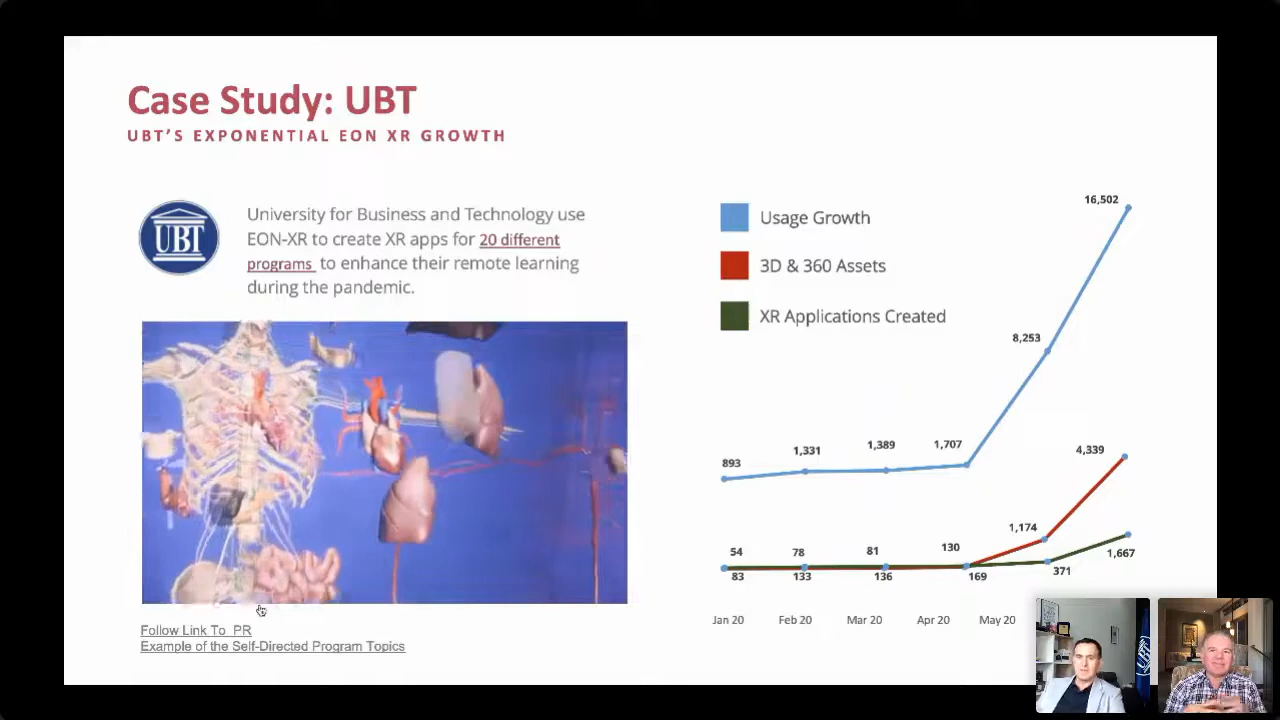 Case Study: UBT
UBT'S EXPONENTIAL EON XR GROWTH
UBT
University for Business and Technology use
EON-XR to create XR apps for 20 different
programs to enhance their remote learning
during the pandemic.
Follow Link To PR
Example of the Self-Directed Program Topics
Usage Growth
3D & 360 Assets
XR Applications Created
16,502
8,253
893
1,331
1,389
1,707
4,339
1,174
54
78
81
130
83
133
136
169
371
1,667
Jan 20
Feb 20
Mar 20
Apr 20
May 20
UBT